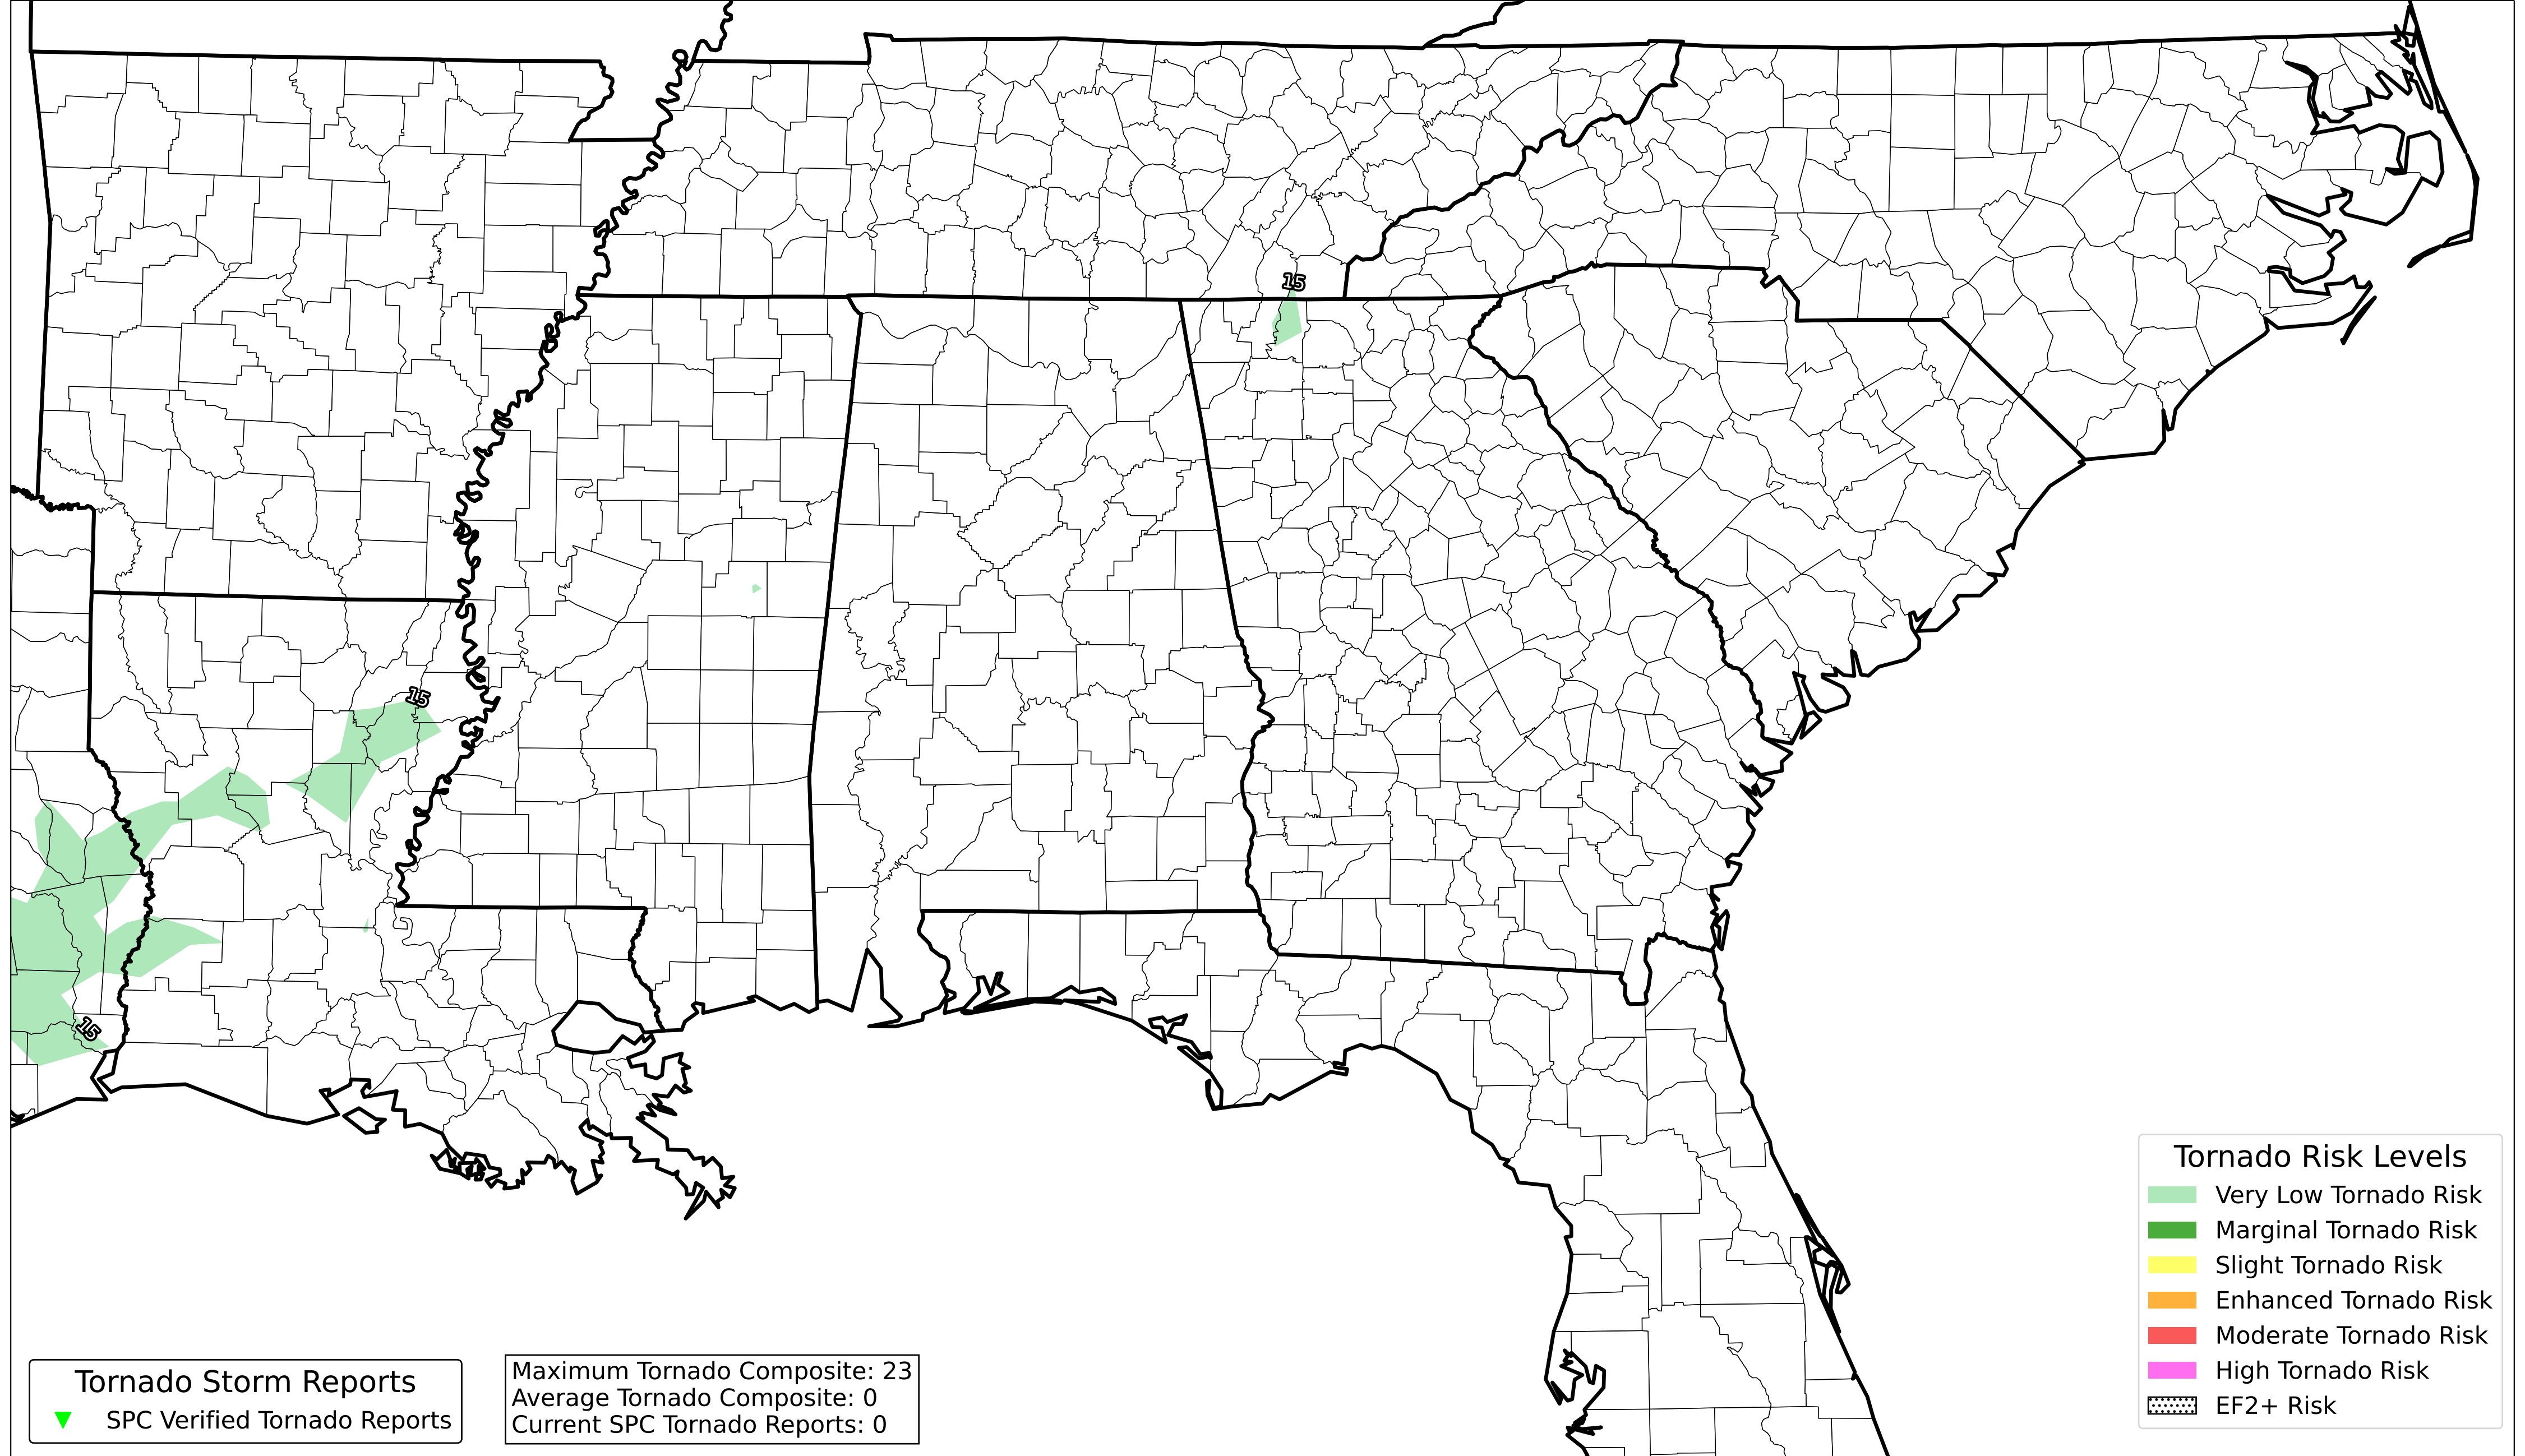 15
15
15
Tornado Risk Levels
Very Low Tornado Risk
Marginal Tornado Risk
Slight Tornado Risk
Enhanced Tornado Risk
Moderate Tornado Risk
High Tornado Risk
EF2+ Risk
Tornado Storm Reports
SPC Verified Tornado Reports
Maximum Tornado Composite: 23
Average Tornado Composite: 0
Current SPC Tornado Reports: 0